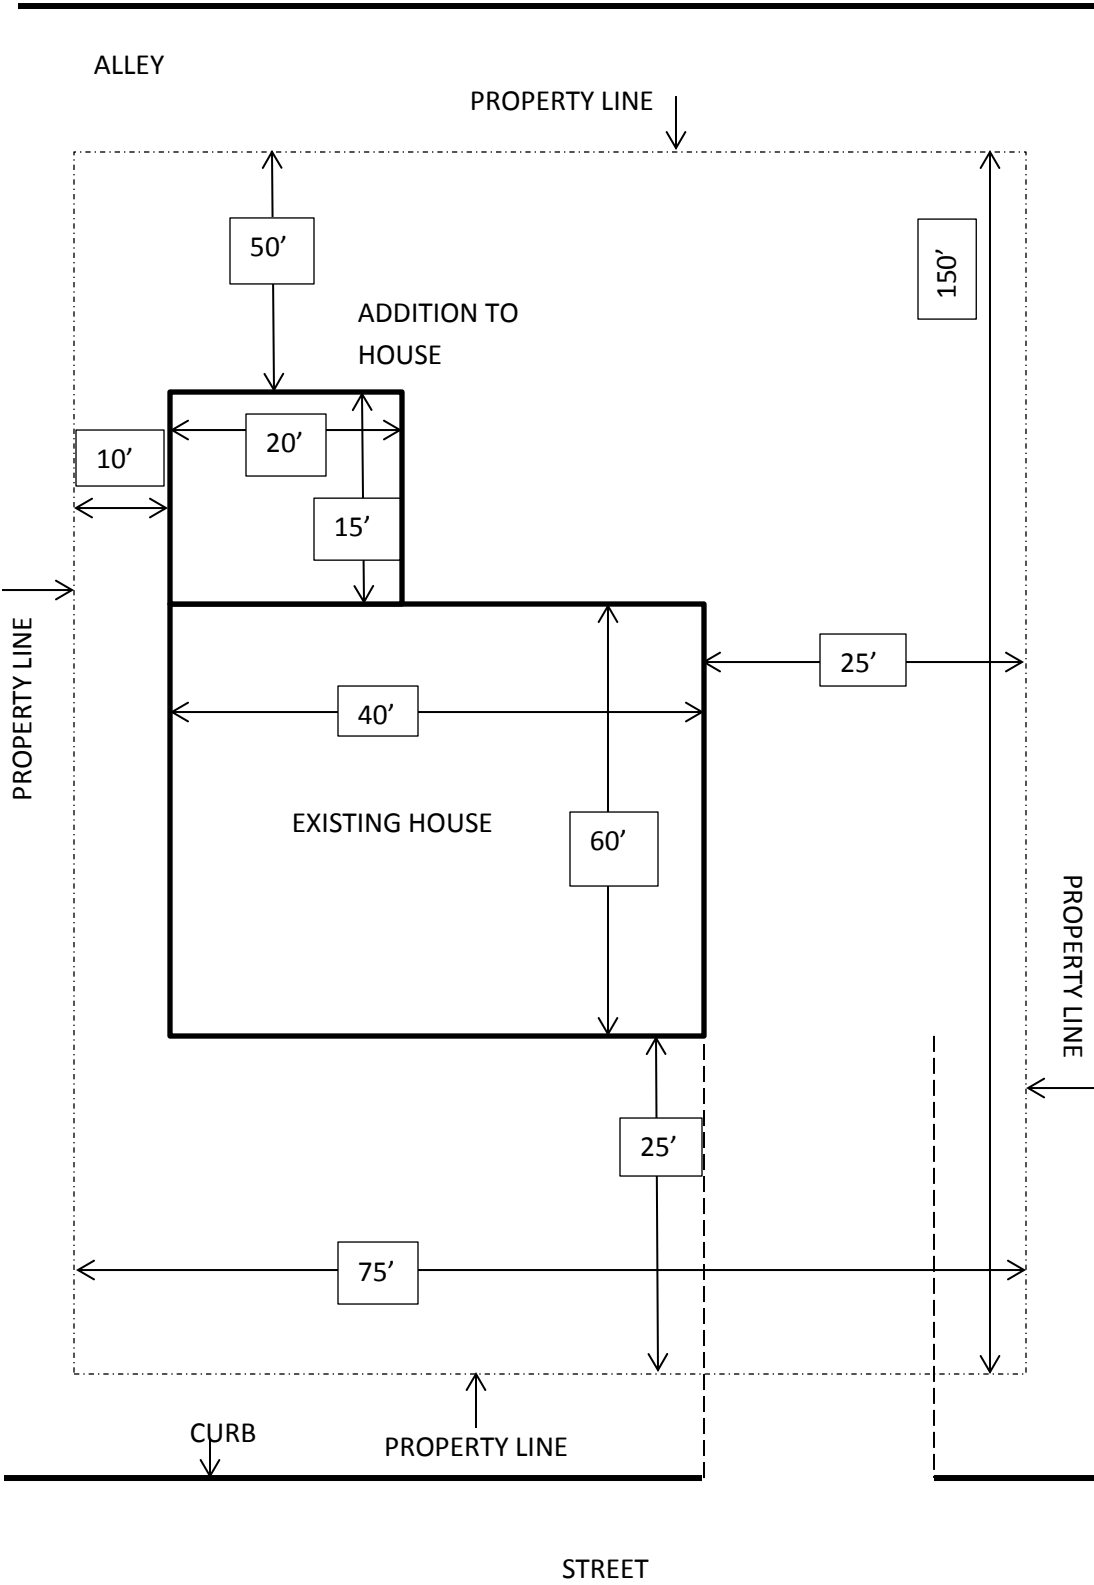 ALLEY
PROPERTY LINE
50’
150’
ADDITION TO
HOUSE
20’
10’
15’
PROPERTY LINE
25’
40’
EXISTING HOUSE
60’
PROPERTY LINE
25’
75’
CURB
PROPERTY LINE
STREET